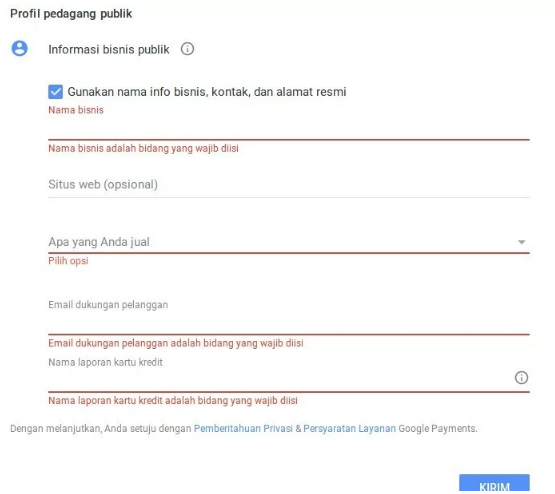 Profil pedagang publik
Informasi bisnis publik
Gunakan nama info bisnis, kontak, dan alamat resmi
Nama bisnis
Nama bisnis adalah bidang yang wajib diisi
Situs web (opsional)
Apa yang Anda jual
Pilih opsi
Email dukungan pelanggan
Email dukungan pelanggan adalah bidang yang wajib diisi
Nama laporan kartu kredit
Nama laporan kartu kredit adalah bidang yang wajib diisi
Dengan melanjutkan, Anda setuju dengan Pemberitahuan Privasi & Persyaratan Layanan Google Payments.
KIRIM